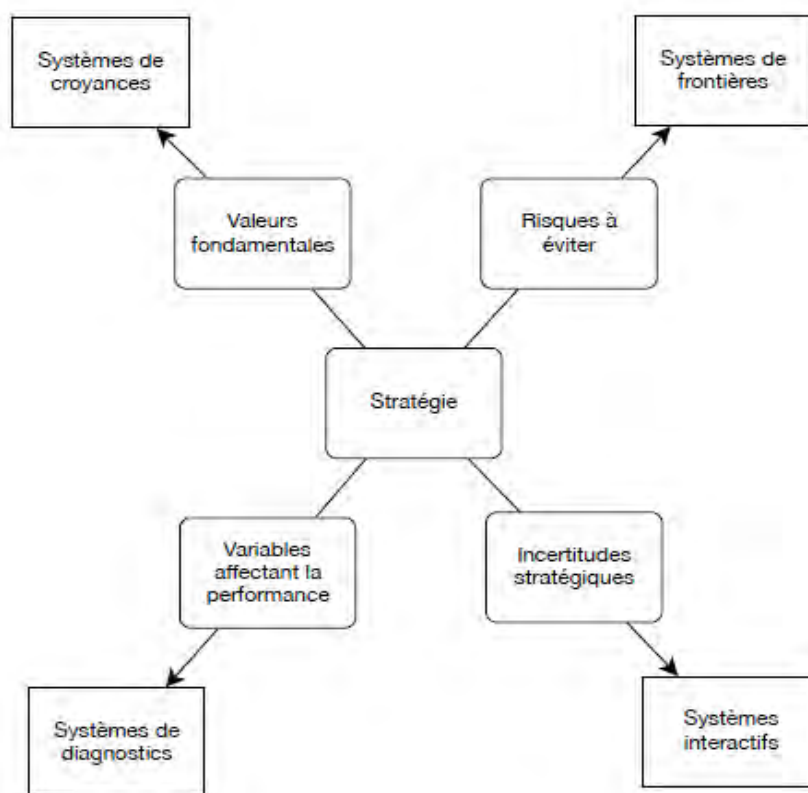 Systèmes de
croyances
Systèmes de
frontières
Valeurs
fondamentales
Risques à
éviter
Stratégie
Variables
affectant la
performance
Incertitudes
stratégiques
Systèmes de
diagnostics
Systèmes
interactifs